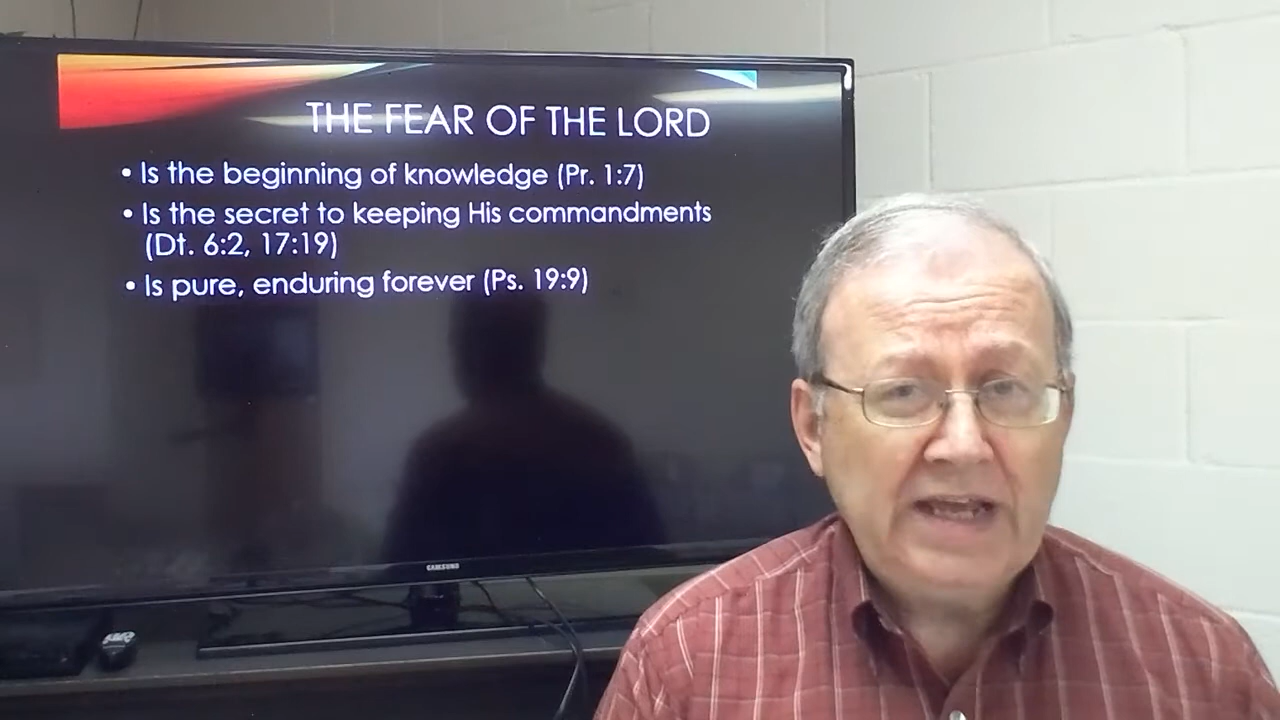 THE FEAR OF THE LORD
• Is the beginning of knowledge (Pr. 1:7)
• Is the secret to keeping His commandments
(Dt. 6:2, 17:19)
• Is pure, enduring forever (Ps. 19:9)
SAMSUNG